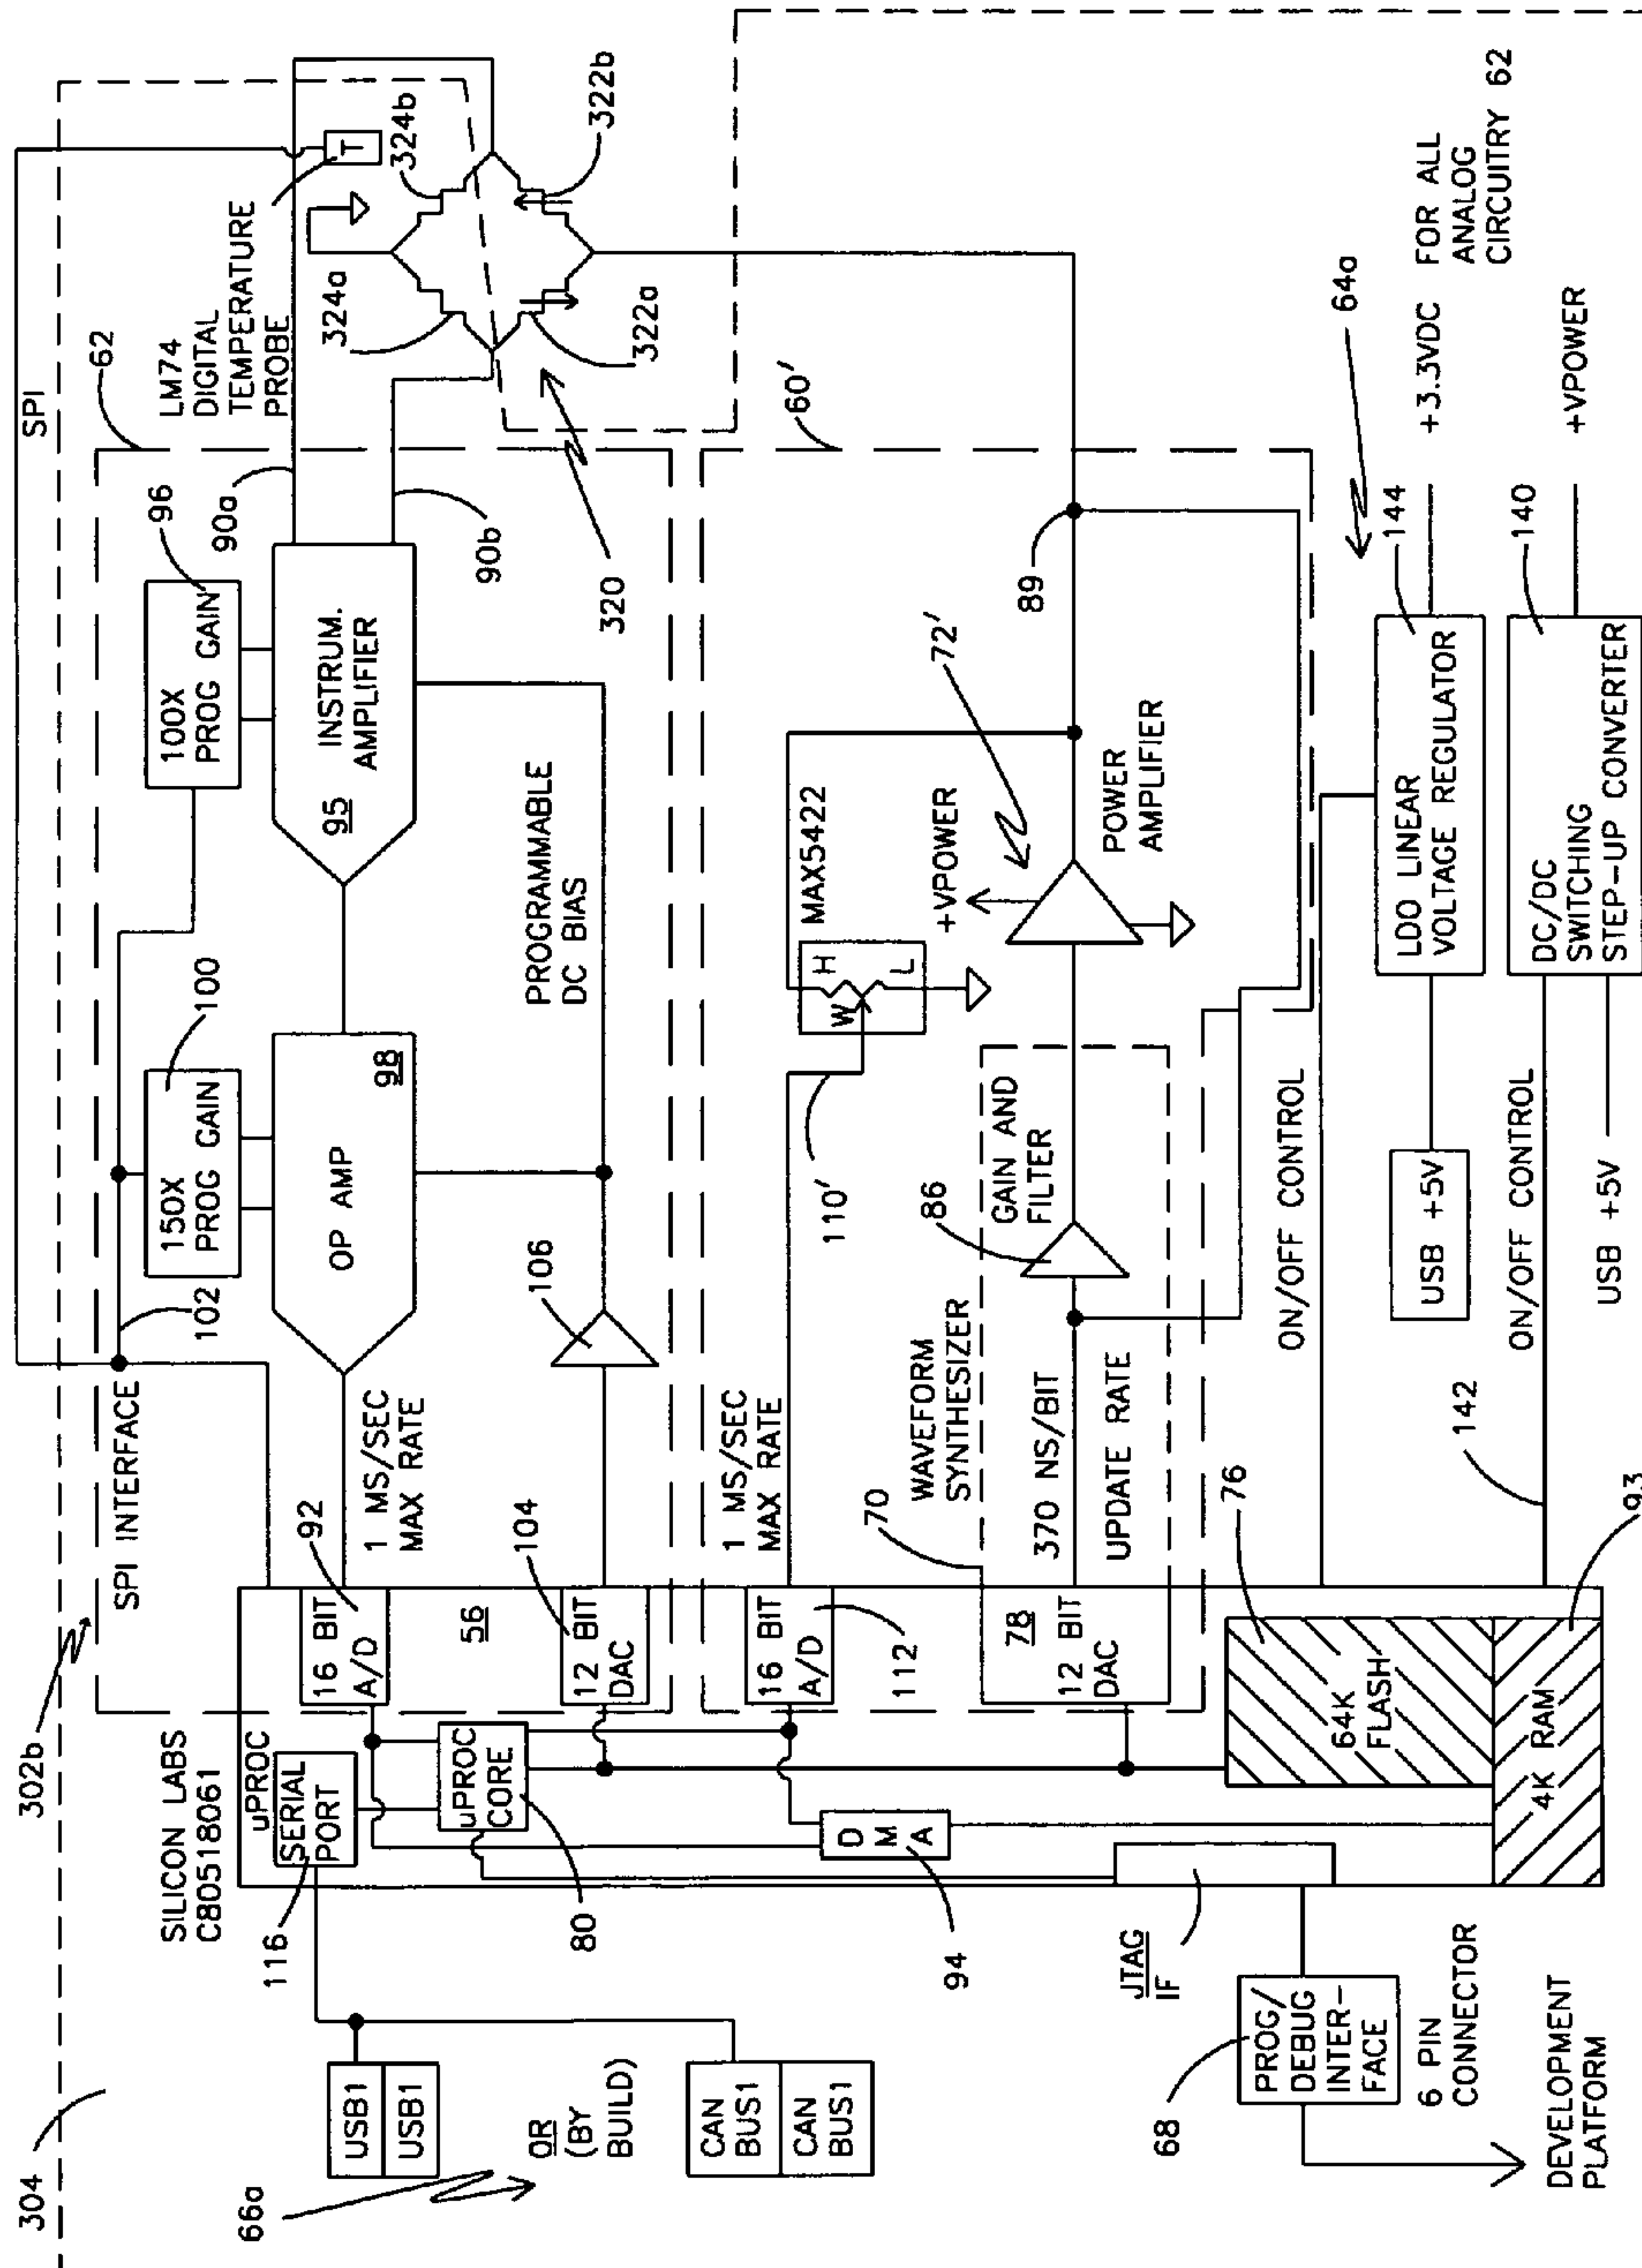 304
302b
SPI INTERFACE
SPI
62
LM74
DIGITAL
TEMPERATURE
PROBE
T
102
150X
PROG GAIN
100
100X
PROG GAIN
96
90a
324a
324b
SILICON LABS
C80518061
uPROC
116
SERIAL
PORT
16 BIT
A/D
92
1 MS/SEC
MAX RATE
OP AMP
98
95
INSTRUM.
AMPLIFIER
90b
320
322a
322b
USB1
USB1
66a
OR
(BY
BUILD)
CAN
BUS1
CAN
BUS1
uPROC
CORE
80
56
104
12 BIT
DAC
106
PROGRAMMABLE
DC BIAS
1 MS/SEC
MAX RATE
16 BIT
A/D
112
110'
MAX5422
W
H
L
60'
D
M
A
94
70
WAVEFORM
SYNTHESIZER
78
12 BIT
DAC
370 NS/BIT
UPDATE RATE
86
GAIN AND
FILTER
+VPOWER
72'
POWER
AMPLIFIER
89
JTAG
IF
68
PROG/
DEBUG
INTER-
FACE
6 PIN
CONNECTOR
DEVELOPMENT
PLATFORM
76
64K
FLASH
4K RAM
93
ON/OFF CONTROL
USB +5V
LDO LINEAR
VOLTAGE REGULATOR
144
64a
+3.3VDC FOR ALL
ANALOG
CIRCUITRY 62
142
ON/OFF CONTROL
USB +5V
DC/DC
SWITCHING
STEP-UP CONVERTER
140
+VPOWER